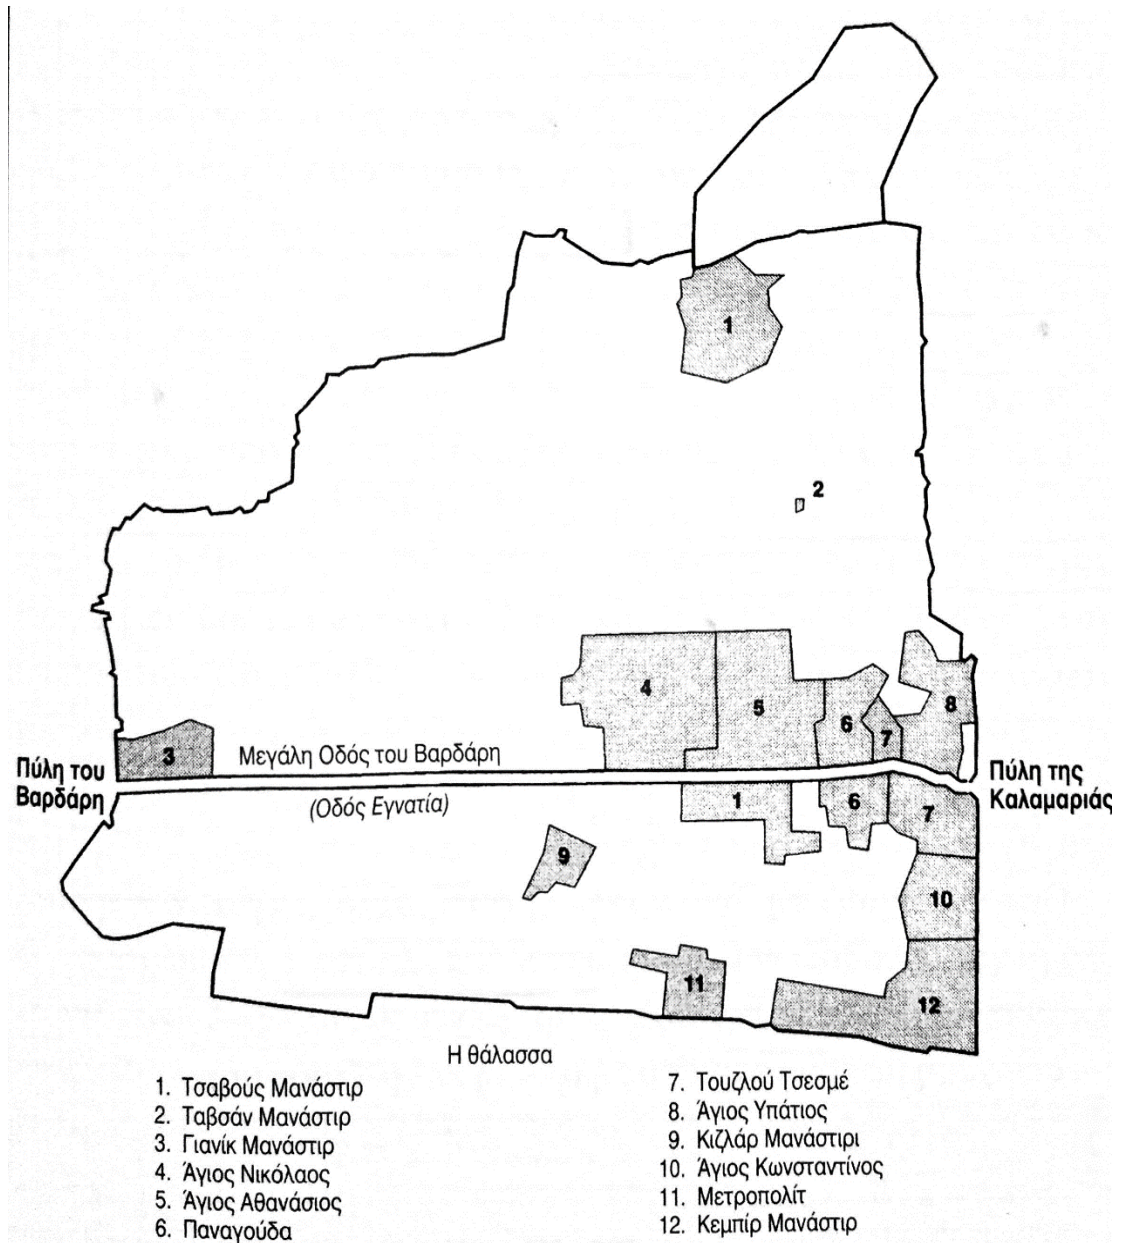 1
2
4
5
6
7
8
3
Μεγάλη Οδός του Βαρδάρη
Πύλη του
Βαρδάρη
(Οδός Εγνατία)
Πύλη της
Καλαμαριάς
1
6
7
9
10
11
12
Η θάλασσα
1. Τσαβούς Μανάστιρ
2. Ταβσάν Μανάστιρ
3. Γιανίκ Μανάστιρ
4. Άγιος Νικόλαος
5. Άγιος Αθανάσιος
6. Παναγούδα
7. Τουζλού Τσεσμέ
8. Άγιος Υπάτιος
9. Κιζλάρ Μανάστιρι
10. Άγιος Κωνσταντίνος
11. Μετροπολίτ
12. Κεμπίρ Μανάστιρ